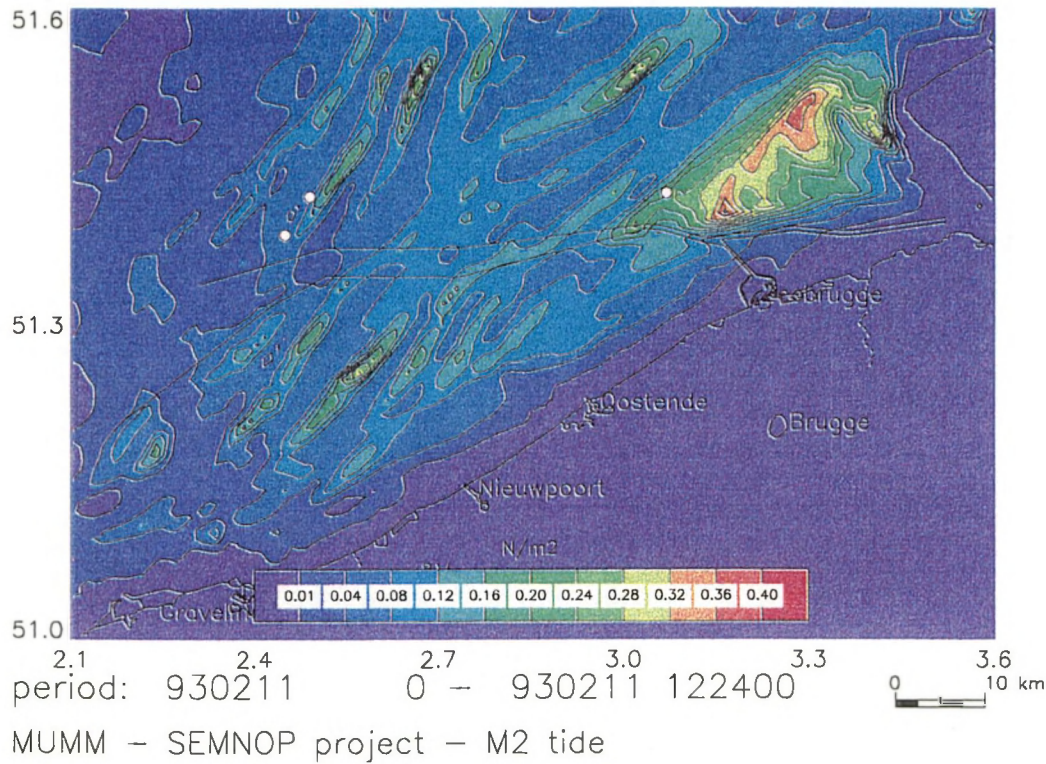 51.6
51.3
Oostende
Brugge
Nieuwpoort
N/m2
0.01 0.04 0.08 0.12 0.16 0.20 0.24 0.28 0.32 0.36 0.40
51.0
2.1 2.4 2.7 3.0 3.3 3.6
period: 930211 0 – 930211 122400
0 10 km
MUMM – SEMNOP project – M2 tide